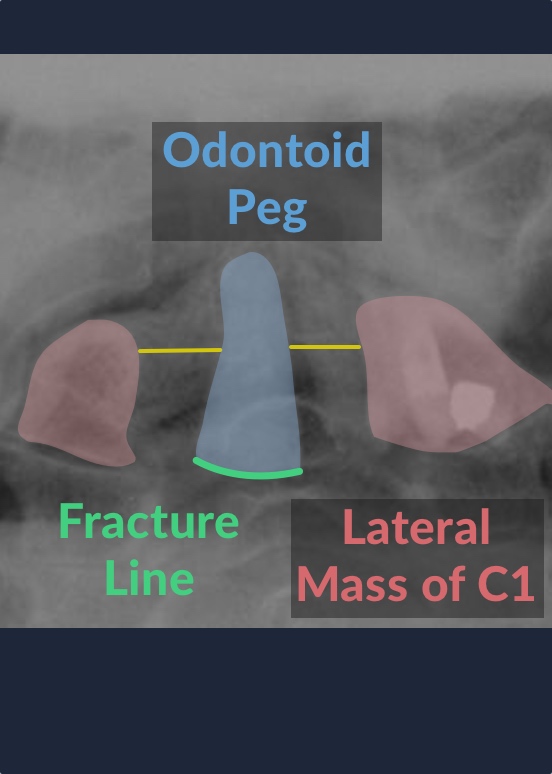 Odontoid
Peg
Fracture
Line
Lateral
Mass of C1